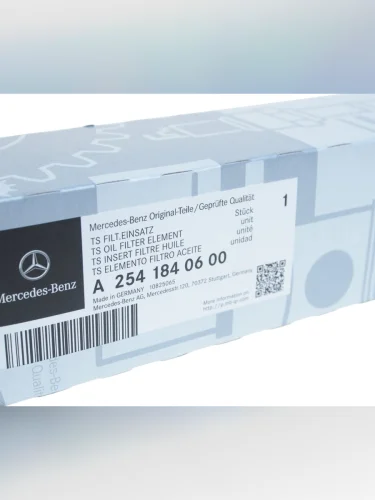 Mercedes-Benz Original-Teile/Geprüfte Qualität
TS FILT.EINSATZ
TS OIL FILTER ELEMENT
TS INSERT FILTRE HUILE
TS ELEMENTO FILTRO ACEITE
Stück
unit
unité
unidad
1
A 254 184 06 00
Made in GERMANY 10825065
Mercedes-Benz AG, Mercedesstr. 120, 70372 Stuttgart, Germany
Mercedes-Benz